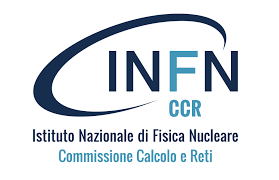 INFN
CCR
Istituto Nazionale di Fisica Nucleare
Commissione Calcolo e Reti